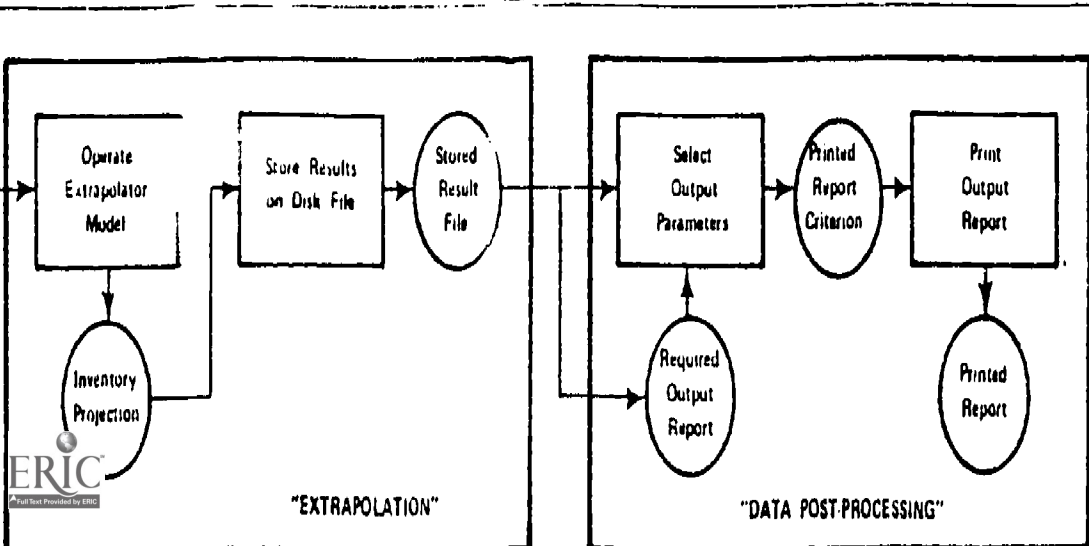 Operate
Extrapolator
Model
Store Results
on Disk File
Stored
Result
File
Inventory
Projection
"EXTRAPOLATION"
Select
Output
Parameters
Printed
Report
Criterion
Print
Output
Report
Required
Output
Report
Printed
Report
"DATA POST-PROCESSING"
ERIC
Full Text Provided by ERIC